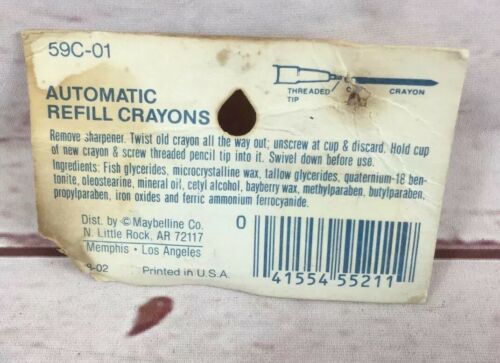 59C-01
AUTOMATIC
REFILL CRAYONS
THREADED
TIP
CRAYON
Remove sharpener. Twist old crayon all the way out; unscrew at cup & discard. Hold cup
of new crayon & screw threaded pencil tip into it. Swivel down before use.
Ingredients: Fish glycerides, microcrystalline wax, tallow glycerides, quaternium-18 ben-
tonite, oleostearine, mineral oil, cetyl alcohol, bayberry wax, methylparaben, butylparaben,
propylparaben, iron oxides and ferric ammonium ferrocyanide.
Dist. by © Maybelline Co.
N. Little Rock, AR 72117
Memphis • Los Angeles
8-02 Printed in U.S.A.
0 41554 55211